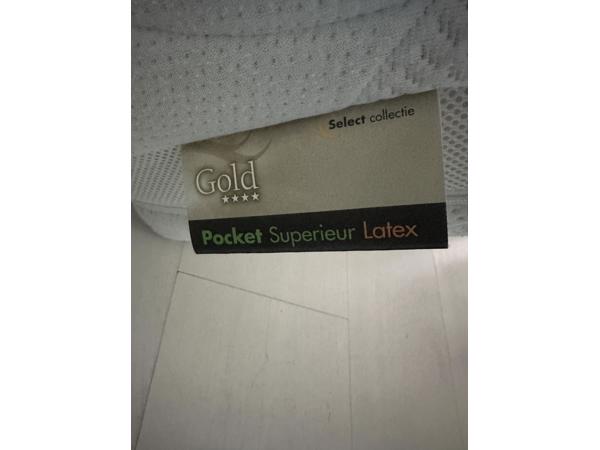 Select collectie
Gold
★★★★
Pocket Superieur Latex